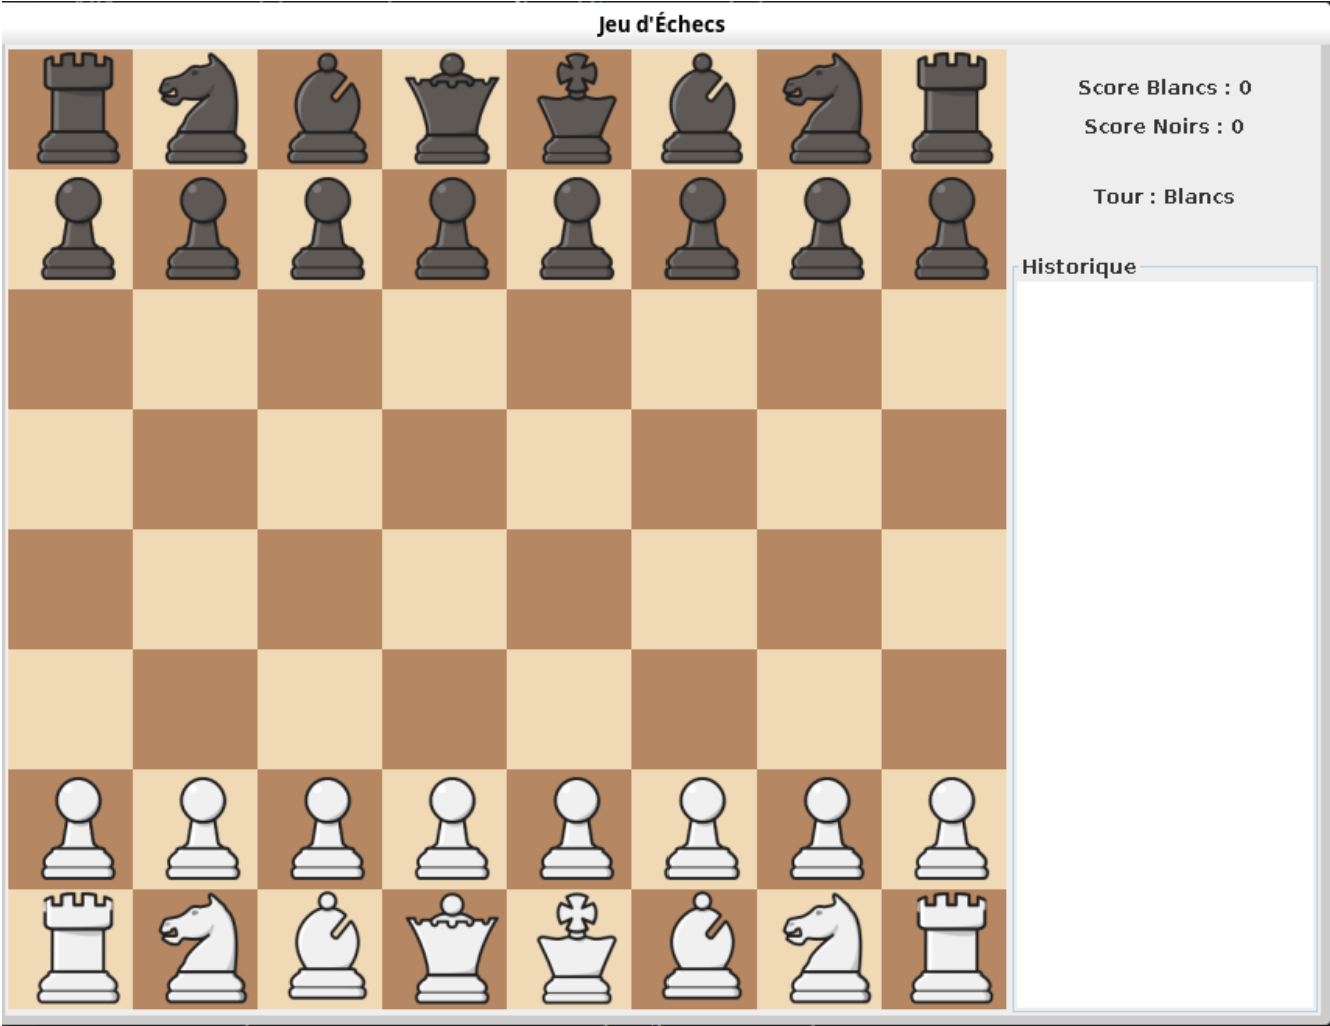 Jeu d'Échecs
Score Blancs : 0
Score Noirs : 0
Tour : Blancs
Historique